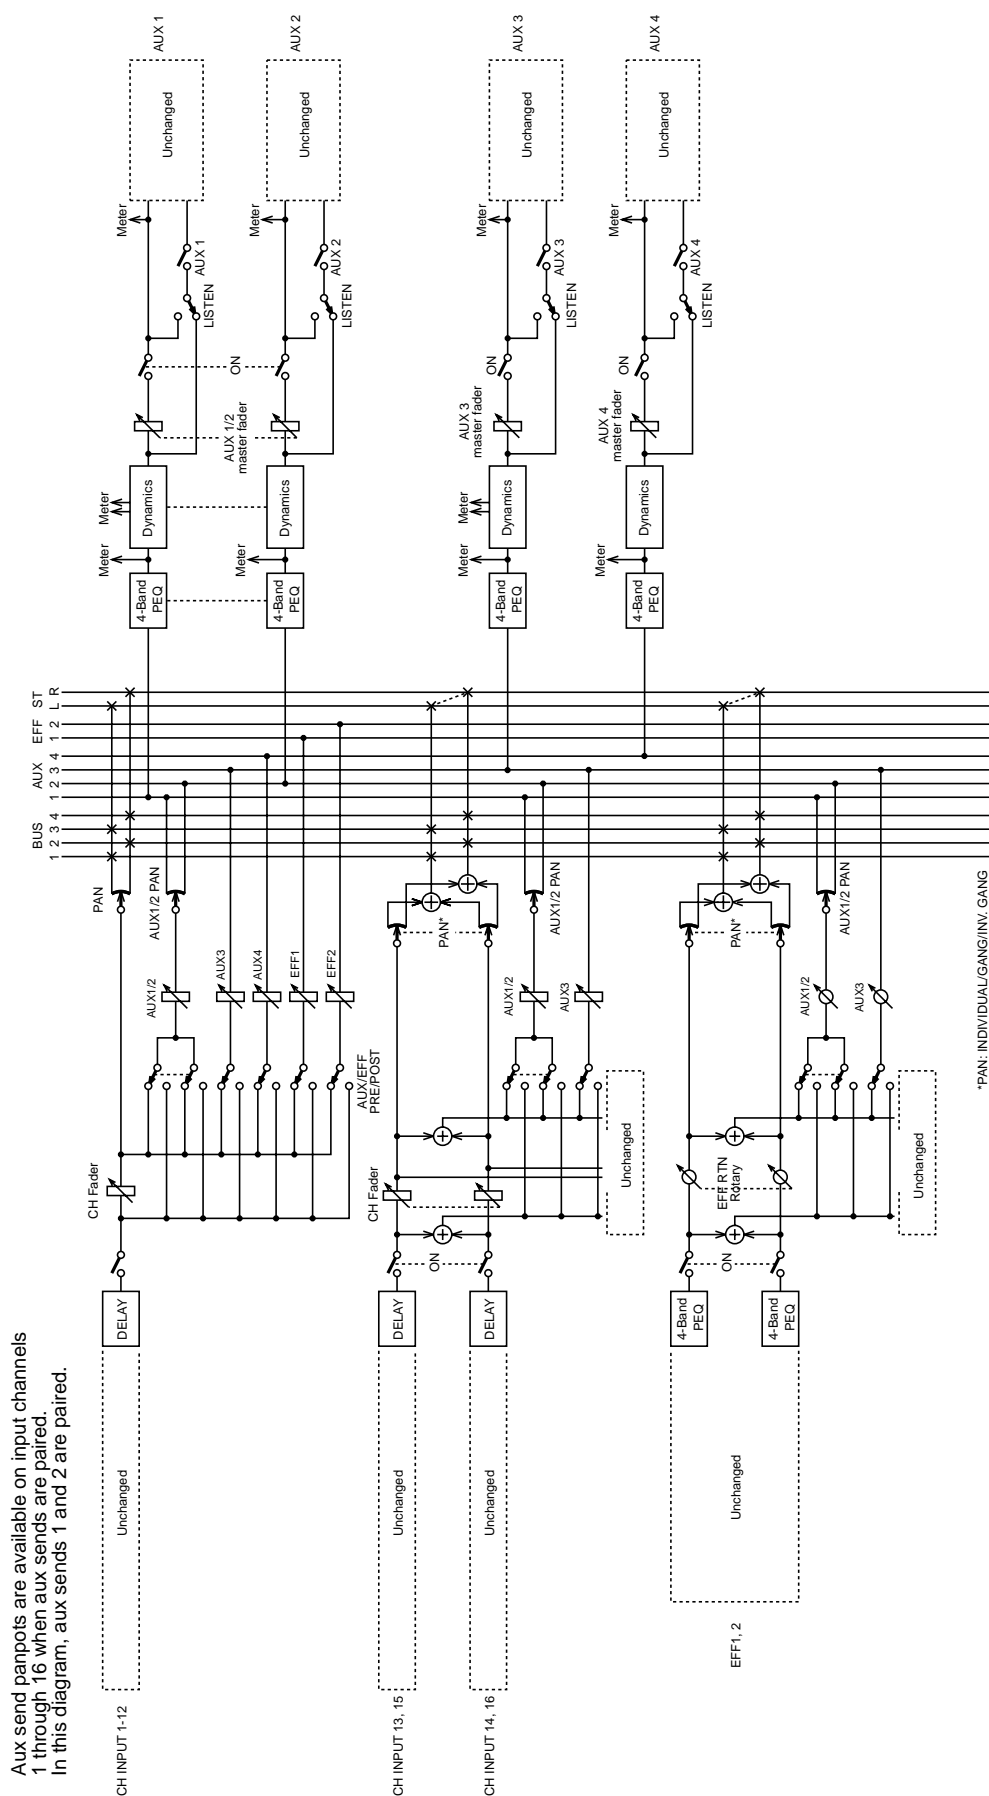 Aux send panpots are available on input channels
1 through 16 when aux sends are paired.
In this diagram, aux sends 1 and 2 are paired.
CH INPUT 1-12
Unchanged
DELAY
CH Fader
AUX/EFF
PRE/POST
AUX1/2
AUX3
AUX4
EFF1
EFF2
PAN
AUX1/2 PAN
CH INPUT 13, 15
Unchanged
DELAY
CH INPUT 14, 16
Unchanged
DELAY
ON
CH Fader
Unchanged
AUX1/2
AUX3
PAN*
AUX1/2 PAN
EFF1, 2
Unchanged
4-Band
PEQ
4-Band
PEQ
ON
EFF RTN
Rotary
Unchanged
AUX1/2
AUX3
PAN*
AUX1/2 PAN
*PAN: INDIVIDUAL/GANG/INV. GANG
BUS
1 2 3 4
AUX
1 2 3 4
EFF
1 2
ST
L R
4-Band
PEQ
Meter
Dynamics
Meter
AUX 1/2
master fader
ON
LISTEN
AUX 1
Meter
Unchanged
AUX 1
4-Band
PEQ
Meter
Dynamics
LISTEN
AUX 2
Meter
Unchanged
AUX 2
4-Band
PEQ
Meter
Dynamics
Meter
AUX 3
master fader
ON
LISTEN
AUX 3
Meter
Unchanged
AUX 3
4-Band
PEQ
Meter
Dynamics
AUX 4
master fader
ON
LISTEN
AUX 4
Meter
Unchanged
AUX 4